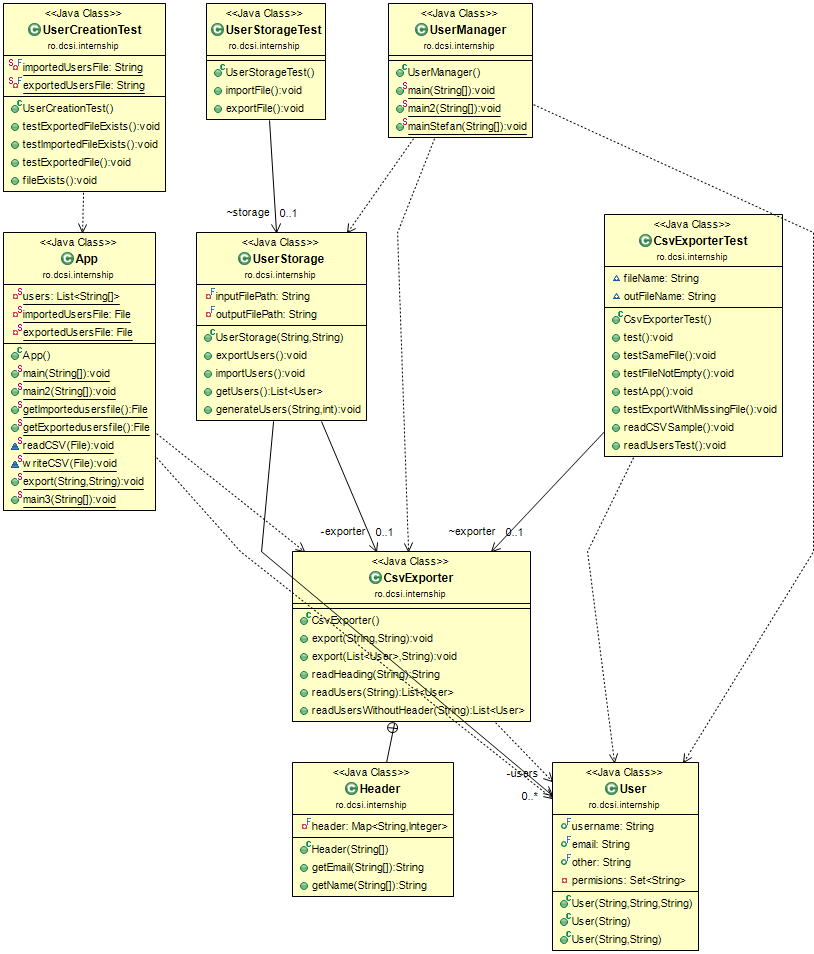 <<Java Class>>
UserCreationTest
ro.dcsi.internship
importedUsersFile: String
exportedUsersFile: String
UserCreationTest()
testExportedFileExists():void
testImportedFileExists():void
testExportedFile():void
fileExists():void
<<Java Class>>
UserStorageTest
ro.dcsi.internship
UserStorageTest()
importFile():void
exportFile():void
<<Java Class>>
UserManager
ro.dcsi.internship
UserManager()
main(String[]):void
main2(String[]):void
mainStefan(String[]):void
~storage 0..1
<<Java Class>>
App
ro.dcsi.internship
users: List<String[]>
importedUsersFile: File
exportedUsersFile: File
App()
main(String[]):void
main2(String[]):void
getImportedusersfile():File
getExportedusersfile():File
readCSV(File):void
writeCSV(File):void
export(String,String):void
main3(String[]):void
<<Java Class>>
UserStorage
ro.dcsi.internship
inputFilePath: String
outputFilePath: String
UserStorage(String,String)
exportUsers():void
importUsers():void
getUsers():List<User>
generateUsers(String,int):void
<<Java Class>>
CsvExporterTest
ro.dcsi.internship
fileName: String
outFileName: String
CsvExporterTest()
test():void
testSameFile():void
testFileNotEmpty():void
testApp():void
testExportWithMissingFile():void
readCSVSample():void
readUsersTest():void
-exporter 0..1
~exporter 0..1
<<Java Class>>
CsvExporter
ro.dcsi.internship
CsvExporter()
export(String,String):void
export(List<User>,String):void
readHeading(String):String
readUsers(String):List<User>
readUsersWithoutHeader(String):List<User>
-users
0..*
<<Java Class>>
Header
ro.dcsi.internship
header: Map<String,Integer>
Header(String[])
getEmail(String[]):String
getName(String[]):String
<<Java Class>>
User
ro.dcsi.internship
username: String
email: String
other: String
permisions: Set<String>
User(String,String,String)
User(String)
User(String,String)